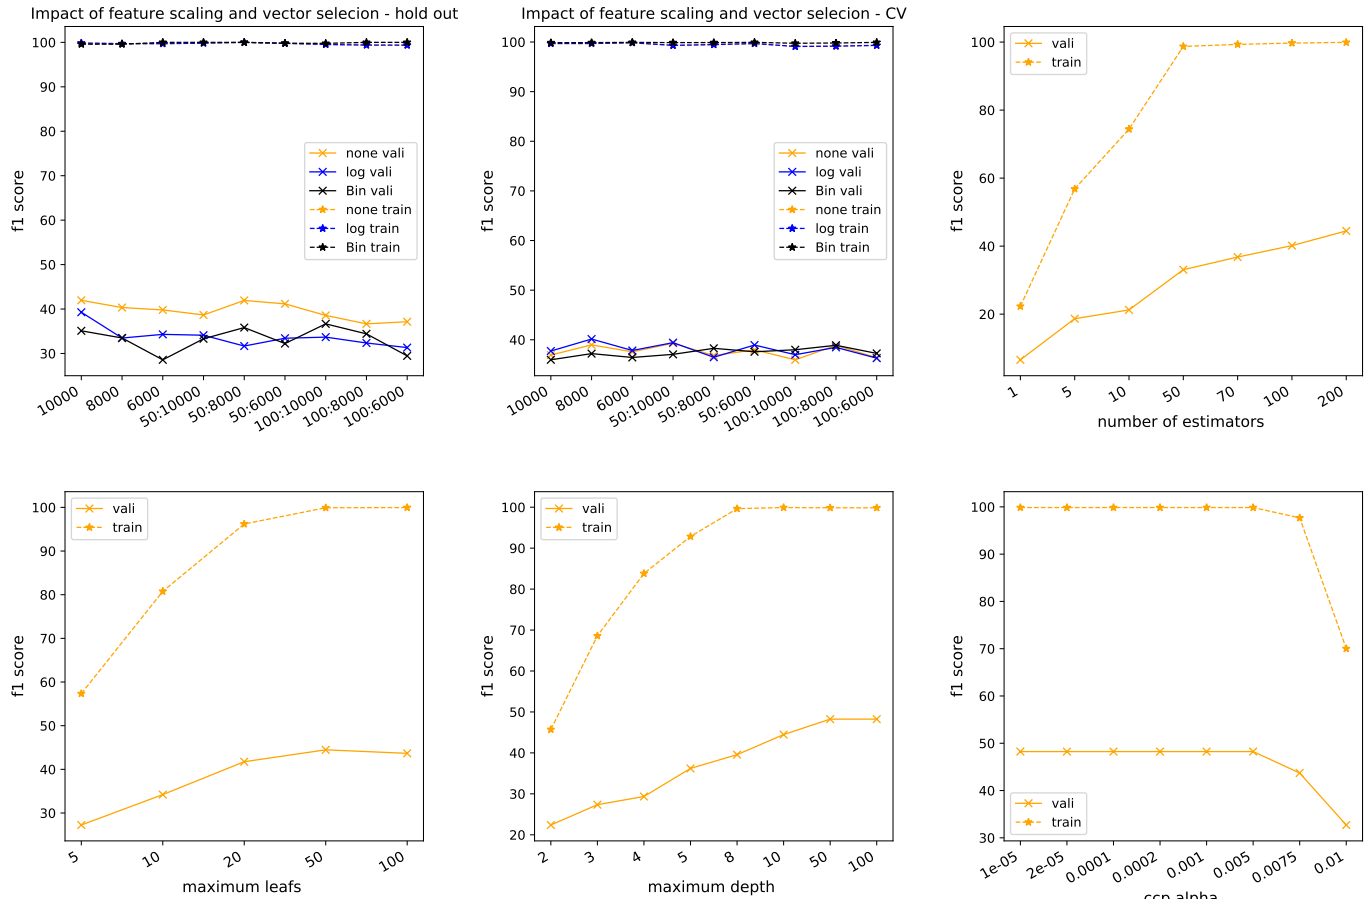 Impact of feature scaling and vector selecion - hold out
f1 score
100
90
80
70
60
50
40
30
none vali
log vali
Bin vali
none train
log train
Bin train
10000
8000
6000
50:10000
50:8000
50:6000
100:10000
100:8000
100:6000
Impact of feature scaling and vector selecion - CV
f1 score
100
90
80
70
60
50
40
none vali
log vali
Bin vali
none train
log train
Bin train
10000
8000
6000
50:10000
50:8000
50:6000
100:10000
100:8000
100:6000
f1 score
100
80
60
40
20
vali
train
1
5
10
50
70
100
200
number of estimators
f1 score
100
90
80
70
60
50
40
30
vali
train
5
10
20
50
100
maximum leafs
f1 score
100
90
80
70
60
50
40
30
20
vali
train
2
3
4
5
8
10
50
100
maximum depth
f1 score
100
90
80
70
60
50
40
30
vali
train
1e-05
2e-05
0.0001
0.0002
0.001
0.005
0.0075
0.01
ccp alpha